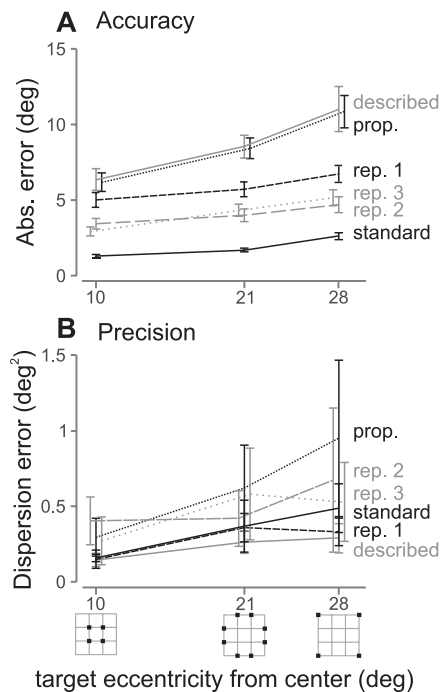 A Accuracy
Abs. error (deg)
15
10
5
0
described
prop.
rep. 1
rep. 3
rep. 2
standard
10 21 28
B Precision
Dispersion error (deg²)
1.5
1
0.5
0
prop.
rep. 2
rep. 3
standard
rep. 1
described
10 21 28
target eccentricity from center (deg)